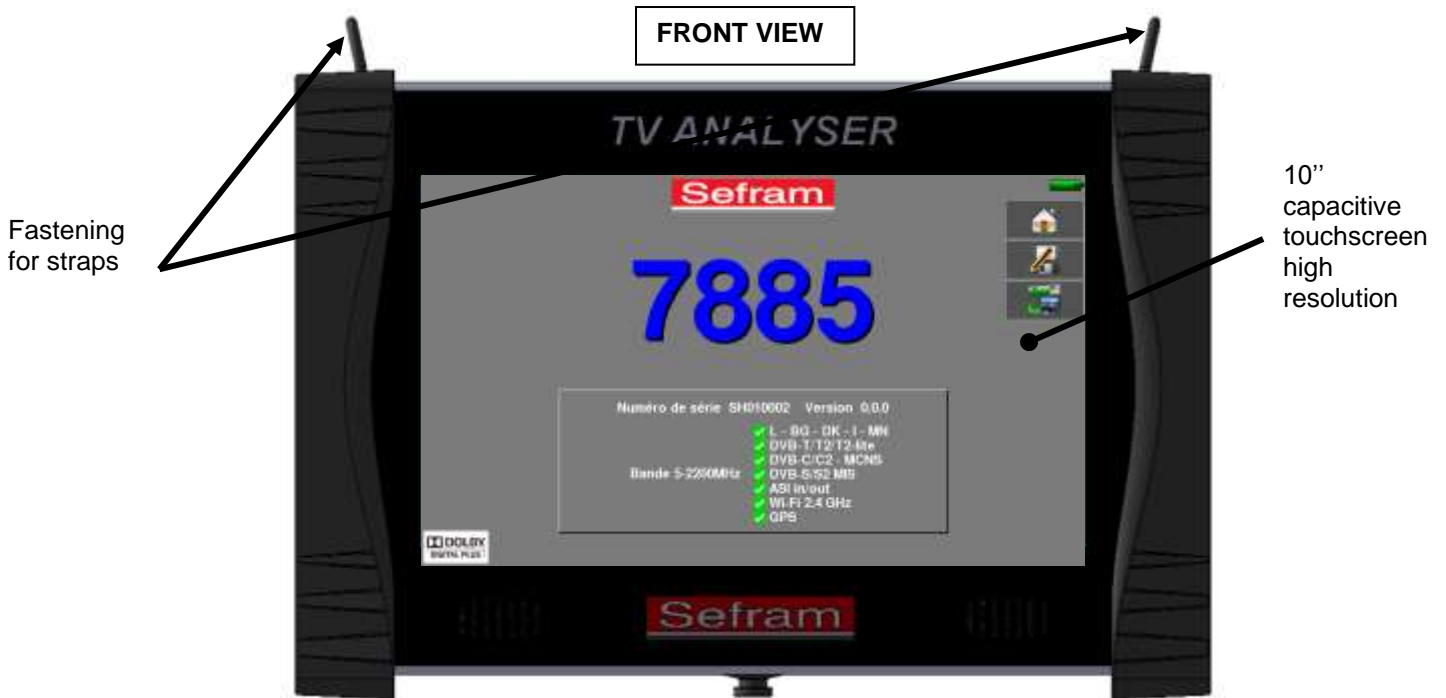 FRONT VIEW
TV ANALYSER
Sefram
7885
Numéro de série SH010002 Version 0.0.0
L - BG - DK - I - MN
DVB-T/T2/T2-lite
DVB-C/C2 - MCNS
Bande 5-2200MHz DVB-S/S2 MIS
ASI in/out
Wi-Fi 2.4 GHz
GPS
DOLBY
DIGITAL PLUS
Sefram
Fastening
for straps
10’’
capacitive
touchscreen
high
resolution